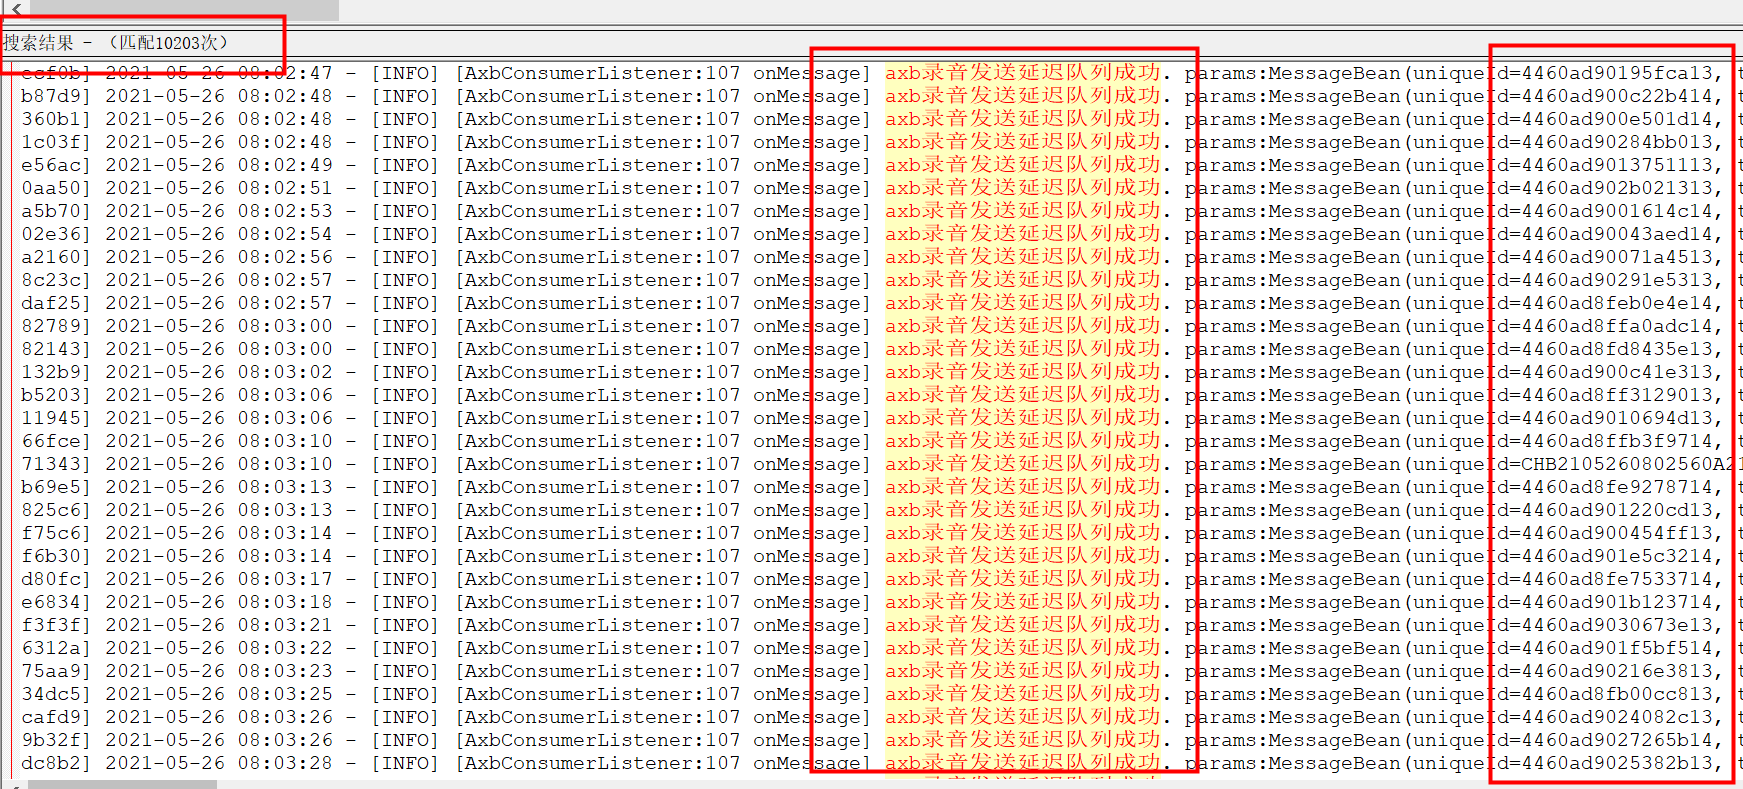 搜索结果 - （匹配10203次）
ecf0b] 2021-05-26 08:02:47 - [INFO] [AxbConsumerListener:107 onMessage] axb录音发送延迟队列成功. params:MessageBean(uniqueId=4460ad90195fca13, t
b87d9] 2021-05-26 08:02:48 - [INFO] [AxbConsumerListener:107 onMessage] axb录音发送延迟队列成功. params:MessageBean(uniqueId=4460ad900c22b414, t
360b1] 2021-05-26 08:02:48 - [INFO] [AxbConsumerListener:107 onMessage] axb录音发送延迟队列成功. params:MessageBean(uniqueId=4460ad900e501d14, t
1c03f] 2021-05-26 08:02:48 - [INFO] [AxbConsumerListener:107 onMessage] axb录音发送延迟队列成功. params:MessageBean(uniqueId=4460ad90284bb013, t
e56ac] 2021-05-26 08:02:49 - [INFO] [AxbConsumerListener:107 onMessage] axb录音发送延迟队列成功. params:MessageBean(uniqueId=4460ad9013751113, t
0aa50] 2021-05-26 08:02:51 - [INFO] [AxbConsumerListener:107 onMessage] axb录音发送延迟队列成功. params:MessageBean(uniqueId=4460ad902b021313, t
a5b70] 2021-05-26 08:02:53 - [INFO] [AxbConsumerListener:107 onMessage] axb录音发送延迟队列成功. params:MessageBean(uniqueId=4460ad9001614c14, t
02e36] 2021-05-26 08:02:54 - [INFO] [AxbConsumerListener:107 onMessage] axb录音发送延迟队列成功. params:MessageBean(uniqueId=4460ad90043aed14, t
a2160] 2021-05-26 08:02:56 - [INFO] [AxbConsumerListener:107 onMessage] axb录音发送延迟队列成功. params:MessageBean(uniqueId=4460ad90071a4513, t
8c23c] 2021-05-26 08:02:57 - [INFO] [AxbConsumerListener:107 onMessage] axb录音发送延迟队列成功. params:MessageBean(uniqueId=4460ad90291e5313, t
daf25] 2021-05-26 08:02:57 - [INFO] [AxbConsumerListener:107 onMessage] axb录音发送延迟队列成功. params:MessageBean(uniqueId=4460ad8feb0e4e14, t
82789] 2021-05-26 08:03:00 - [INFO] [AxbConsumerListener:107 onMessage] axb录音发送延迟队列成功. params:MessageBean(uniqueId=4460ad8ffa0adc14, t
82143] 2021-05-26 08:03:00 - [INFO] [AxbConsumerListener:107 onMessage] axb录音发送延迟队列成功. params:MessageBean(uniqueId=4460ad8fd8435e13, t
132b9] 2021-05-26 08:03:02 - [INFO] [AxbConsumerListener:107 onMessage] axb录音发送延迟队列成功. params:MessageBean(uniqueId=4460ad900c41e313, t
b5203] 2021-05-26 08:03:06 - [INFO] [AxbConsumerListener:107 onMessage] axb录音发送延迟队列成功. params:MessageBean(uniqueId=4460ad8ff3129013, t
11945] 2021-05-26 08:03:06 - [INFO] [AxbConsumerListener:107 onMessage] axb录音发送延迟队列成功. params:MessageBean(uniqueId=4460ad9010694d13, t
66fce] 2021-05-26 08:03:10 - [INFO] [AxbConsumerListener:107 onMessage] axb录音发送延迟队列成功. params:MessageBean(uniqueId=4460ad8ffb3f9714, t
71343] 2021-05-26 08:03:10 - [INFO] [AxbConsumerListener:107 onMessage] axb录音发送延迟队列成功. params:MessageBean(uniqueId=CHB2105260802560A21
b69e5] 2021-05-26 08:03:13 - [INFO] [AxbConsumerListener:107 onMessage] axb录音发送延迟队列成功. params:MessageBean(uniqueId=4460ad8fe9278714, t
825c6] 2021-05-26 08:03:13 - [INFO] [AxbConsumerListener:107 onMessage] axb录音发送延迟队列成功. params:MessageBean(uniqueId=4460ad901220cd13, t
f75c6] 2021-05-26 08:03:14 - [INFO] [AxbConsumerListener:107 onMessage] axb录音发送延迟队列成功. params:MessageBean(uniqueId=4460ad900454ff13, t
f6b30] 2021-05-26 08:03:14 - [INFO] [AxbConsumerListener:107 onMessage] axb录音发送延迟队列成功. params:MessageBean(uniqueId=4460ad901e5c3214, t
d80fc] 2021-05-26 08:03:17 - [INFO] [AxbConsumerListener:107 onMessage] axb录音发送延迟队列成功. params:MessageBean(uniqueId=4460ad8fe7533714, t
e6834] 2021-05-26 08:03:18 - [INFO] [AxbConsumerListener:107 onMessage] axb录音发送延迟队列成功. params:MessageBean(uniqueId=4460ad901b123714, t
f3f3f] 2021-05-26 08:03:21 - [INFO] [AxbConsumerListener:107 onMessage] axb录音发送延迟队列成功. params:MessageBean(uniqueId=4460ad9030673e13, t
6312a] 2021-05-26 08:03:22 - [INFO] [AxbConsumerListener:107 onMessage] axb录音发送延迟队列成功. params:MessageBean(uniqueId=4460ad901f5bf514, t
75aa9] 2021-05-26 08:03:23 - [INFO] [AxbConsumerListener:107 onMessage] axb录音发送延迟队列成功. params:MessageBean(uniqueId=4460ad90216e3813, t
34dc5] 2021-05-26 08:03:25 - [INFO] [AxbConsumerListener:107 onMessage] axb录音发送延迟队列成功. params:MessageBean(uniqueId=4460ad8fb00cc813, t
cafd9] 2021-05-26 08:03:26 - [INFO] [AxbConsumerListener:107 onMessage] axb录音发送延迟队列成功. params:MessageBean(uniqueId=4460ad9024082c13, t
9b32f] 2021-05-26 08:03:26 - [INFO] [AxbConsumerListener:107 onMessage] axb录音发送延迟队列成功. params:MessageBean(uniqueId=4460ad9027265b14, t
dc8b2] 2021-05-26 08:03:28 - [INFO] [AxbConsumerListener:107 onMessage] axb录音发送延迟队列成功. params:MessageBean(uniqueId=4460ad9025382b13, t